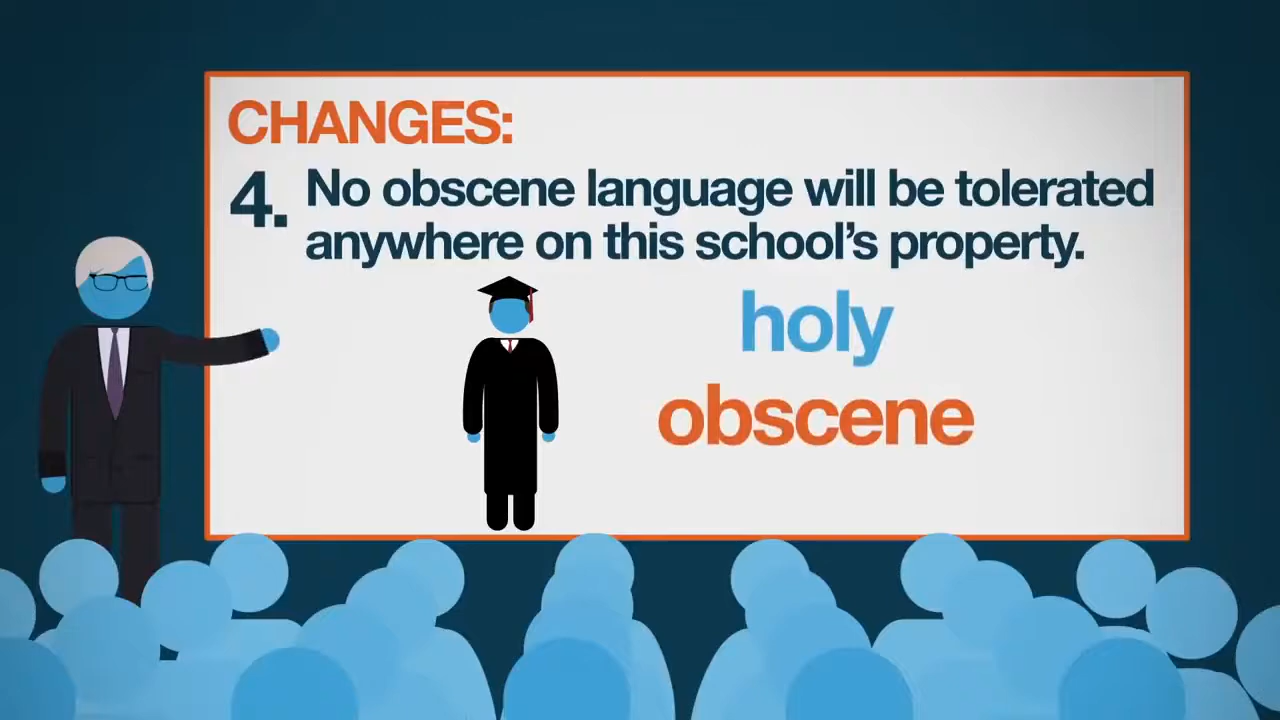 CHANGES:
4. No obscene language will be tolerated
anywhere on this school’s property.
holy
obscene